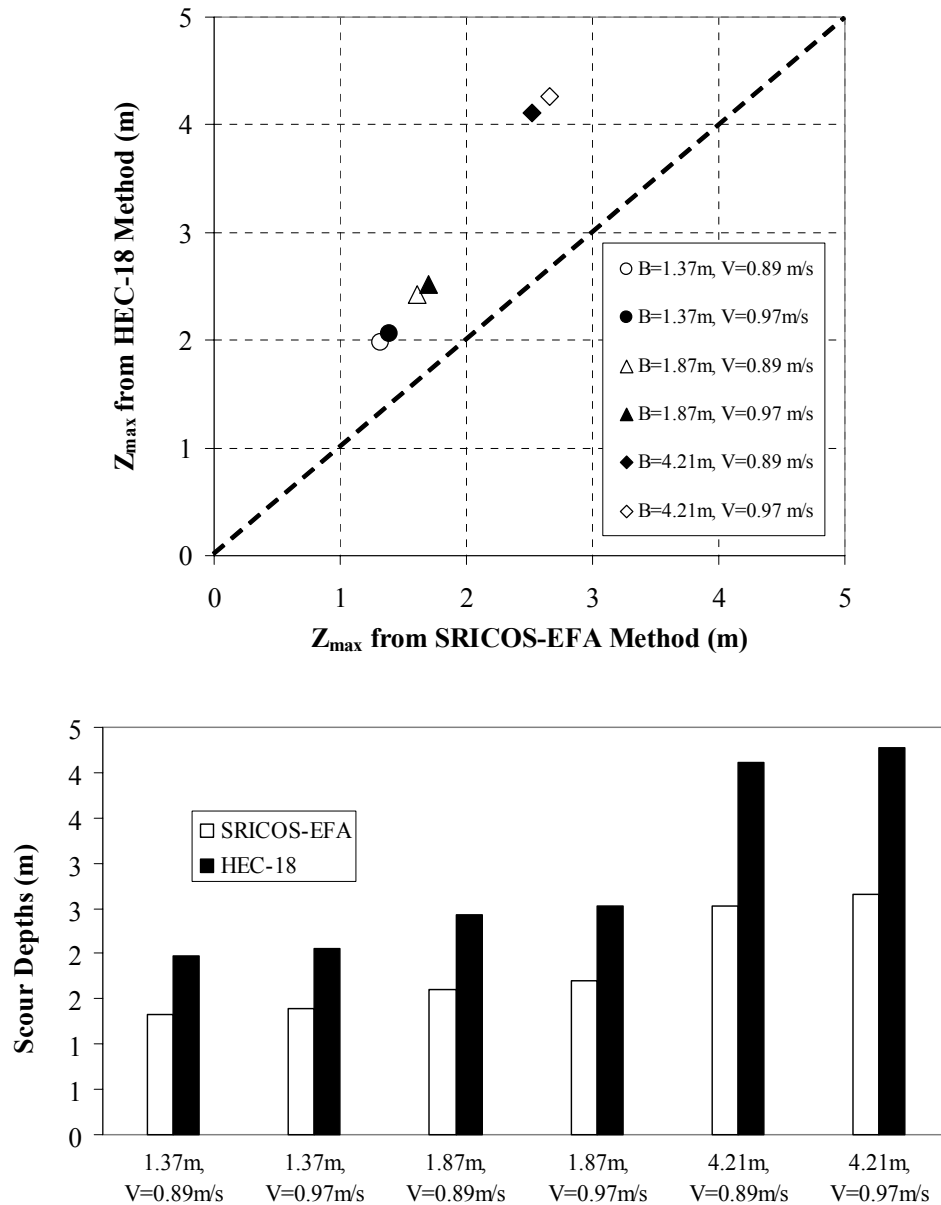 5
4
3
2
1
0
Z_max from HEC-18 Method (m)
B=1.37m, V=0.89 m/s
B=1.37m, V=0.97m/s
B=1.87m, V=0.89 m/s
B=1.87m, V=0.97 m/s
B=4.21m, V=0.89 m/s
B=4.21m, V=0.97 m/s
0 1 2 3 4 5
Z_max from SRICOS-EFA Method (m)
5
4
4
3
3
2
2
1
1
0
Scour Depths (m)
SRICOS-EFA
HEC-18
1.37m, 1.37m, 1.87m, 1.87m, 4.21m, 4.21m,
V=0.89m/s V=0.97m/s V=0.89m/s V=0.97m/s V=0.89m/s V=0.97m/s